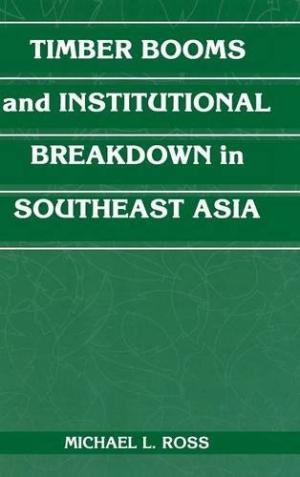 TIMBER BOOMS
and INSTITUTIONAL
BREAKDOWN in
SOUTHEAST ASIA
MICHAEL L. ROSS